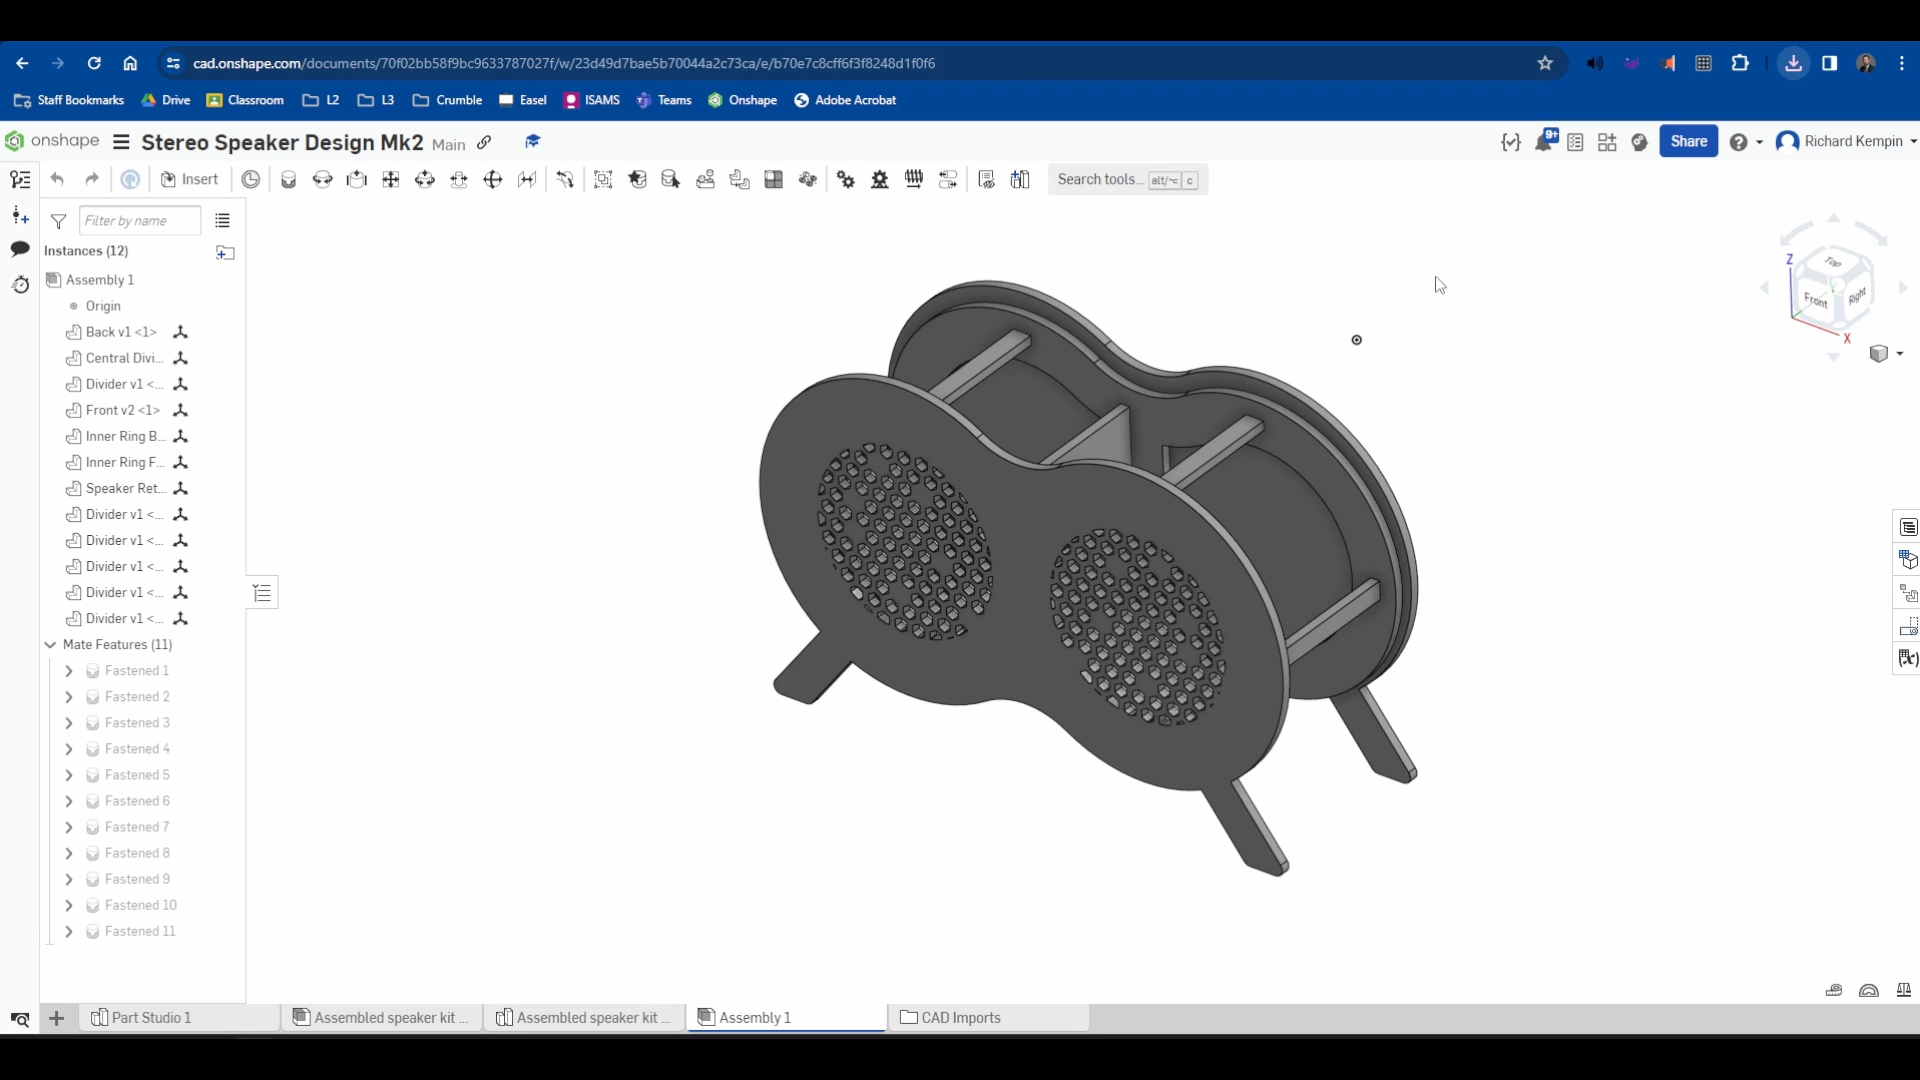 cad.onshape.com/documents/70f02bb58f9bc9633787027f/w/23d49d7bae5b70044a2c73ca/e/b70e7c8cff6f3f8248d1f0f6
Staff Bookmarks Drive Classroom L2 L3 Crumble Easel ISAMS Teams Onshape Adobe Acrobat
onshape Stereo Speaker Design Mk2 Main 9+ Share Richard Kempin
Insert Search tools... alt/⌥ c
Filter by name
Instances (12)
Assembly 1
Origin
Back v1 <1>
Central Divi...
Divider v1 <...
Front v2 <1>
Inner Ring B...
Inner Ring F...
Speaker Ret...
Divider v1 <...
Divider v1 <...
Divider v1 <...
Divider v1 <...
Divider v1 <...
Mate Features (11)
Fastened 1
Fastened 2
Fastened 3
Fastened 4
Fastened 5
Fastened 6
Fastened 7
Fastened 8
Fastened 9
Fastened 10
Fastened 11
Z
Top
Front
Right
X
Part Studio 1 Assembled speaker kit ... Assembled speaker kit ... Assembly 1 CAD Imports